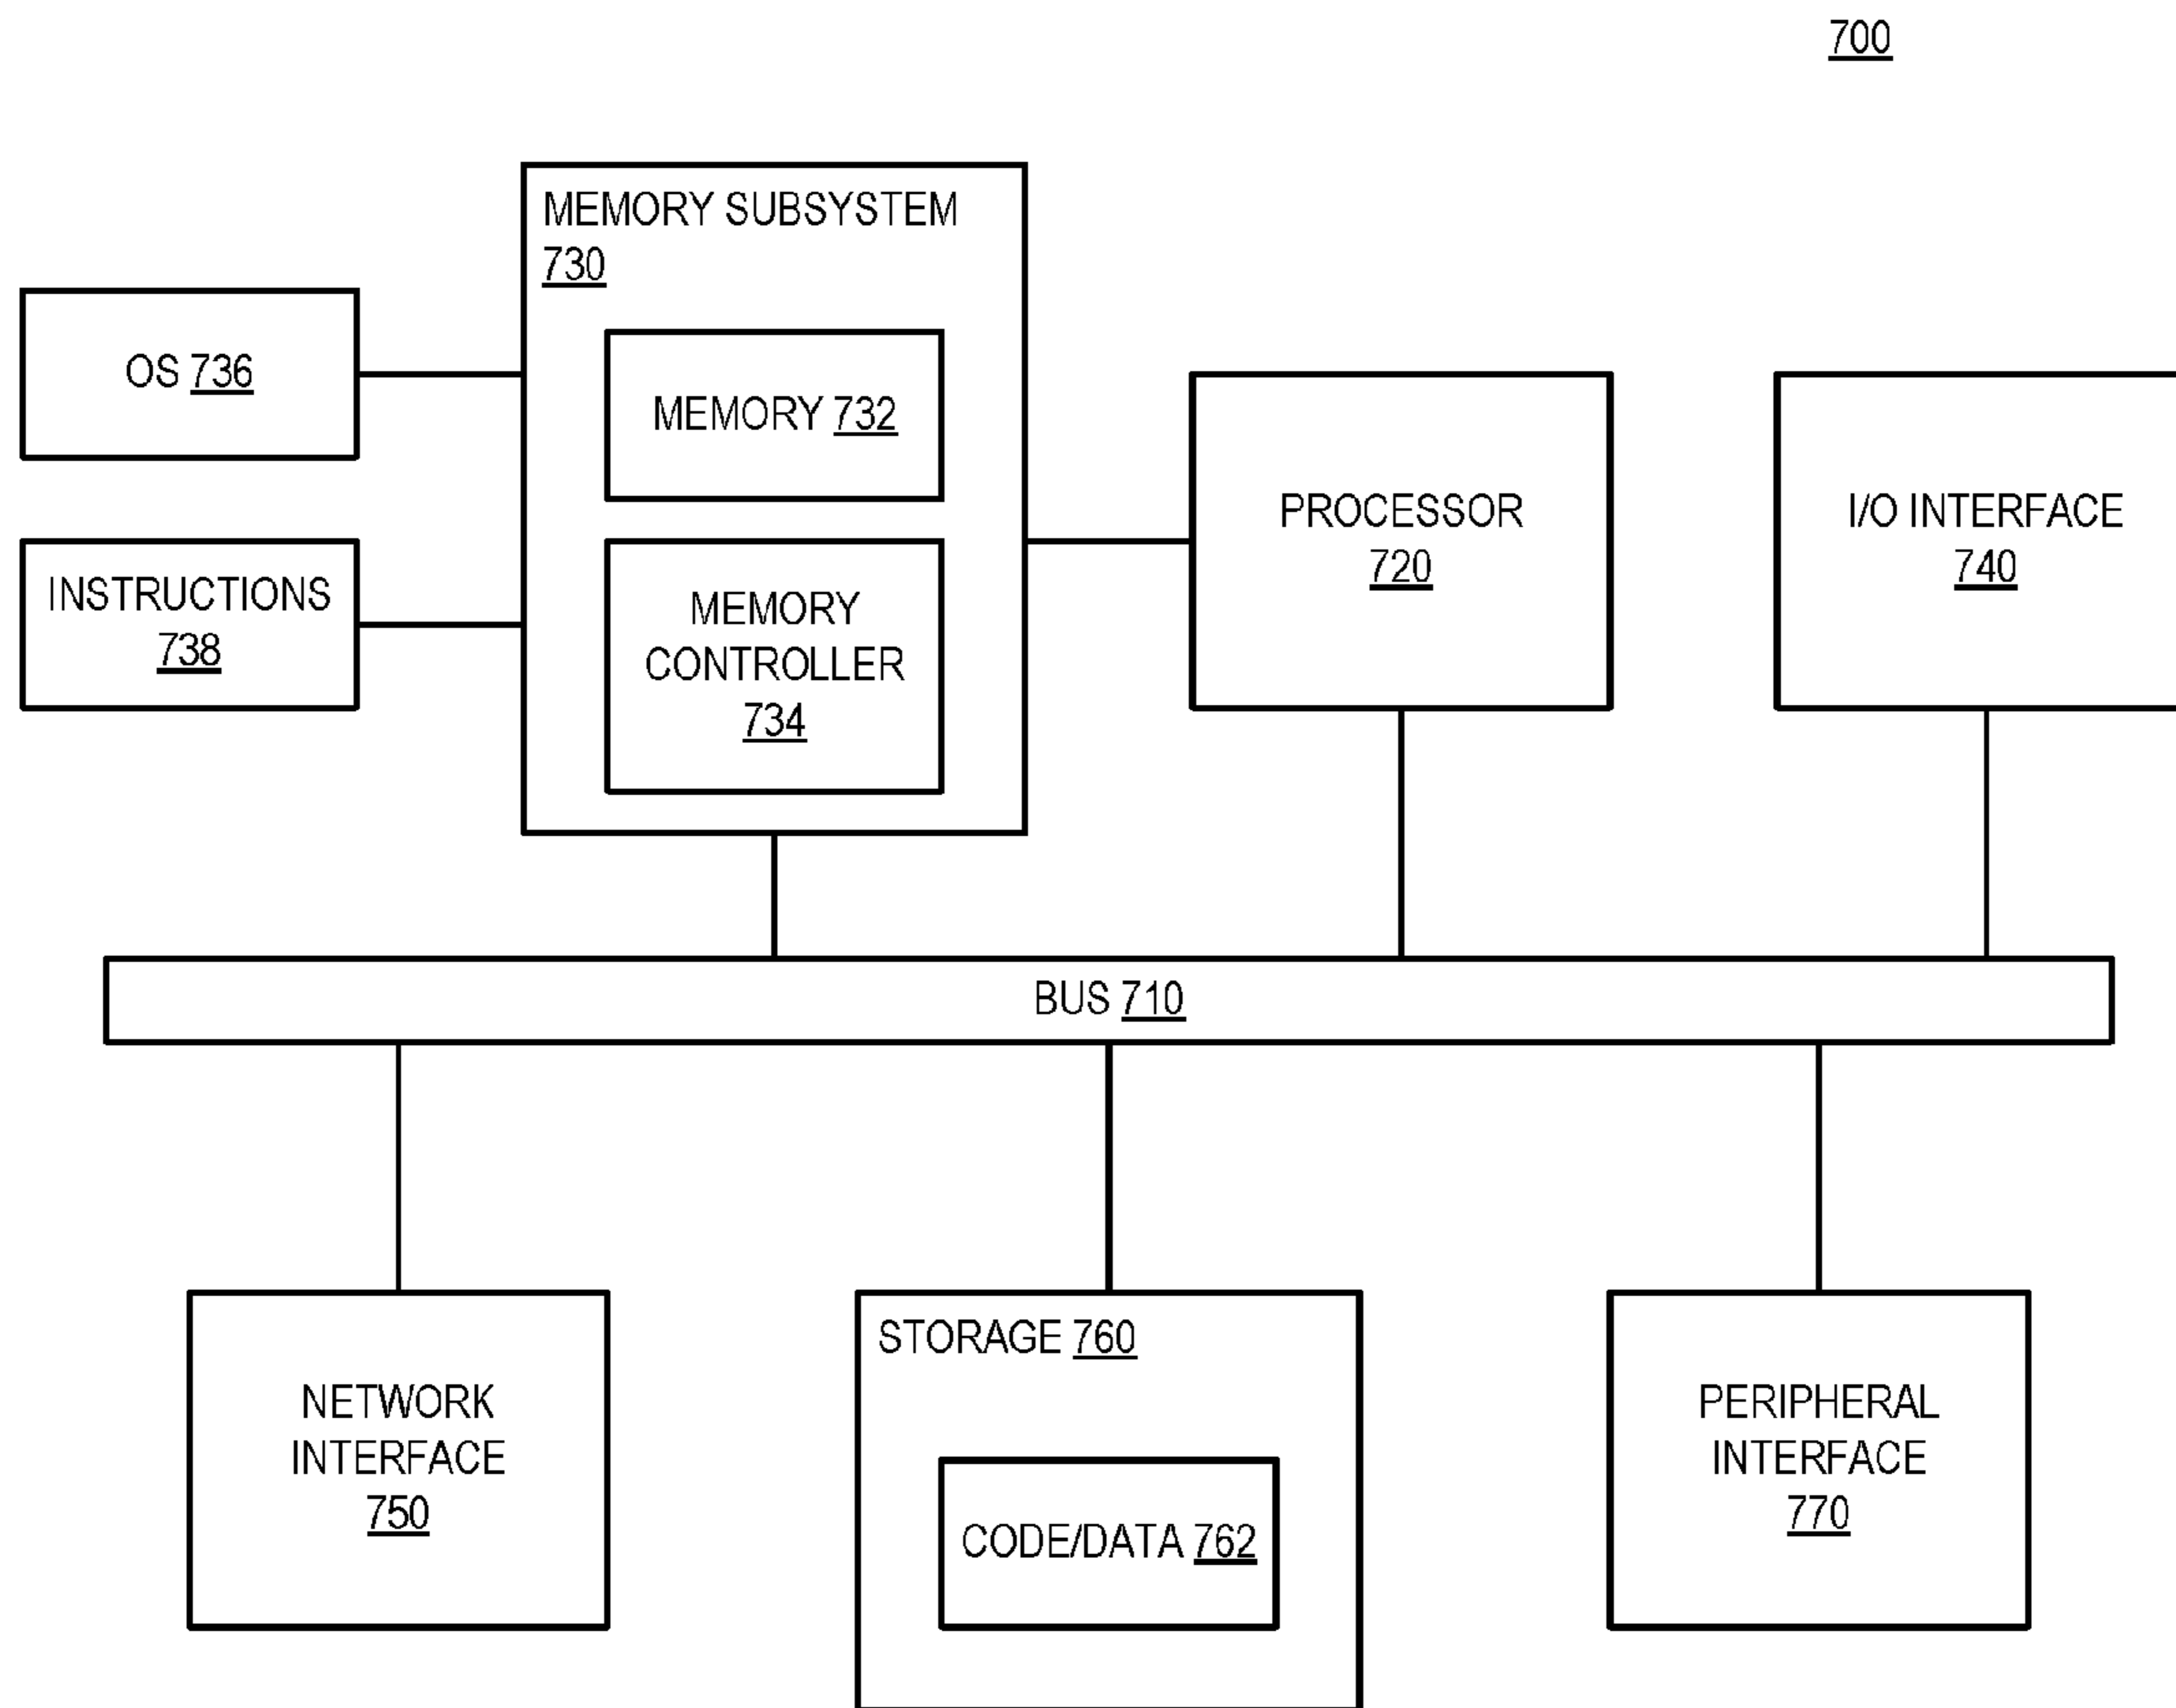 700
MEMORY SUBSYSTEM
730
OS 736
MEMORY 732
INSTRUCTIONS
738
MEMORY
CONTROLLER
734
PROCESSOR
720
I/O INTERFACE
740
BUS 710
NETWORK
INTERFACE
750
STORAGE 760
CODE/DATA 762
PERIPHERAL
INTERFACE
770